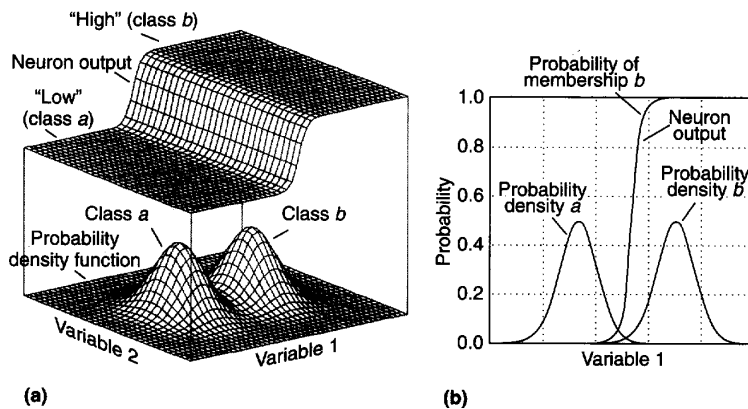 "High" (class b)
Neuron output
"Low"
(class a)
Class a
Class b
Probability
density function
Variable 2
Variable 1
(a)
Probability of
membership b
Neuron
output
Probability
density a
Probability
density b
Probability
1.0
0.8
0.6
0.4
0.2
0.0
Variable 1
(b)